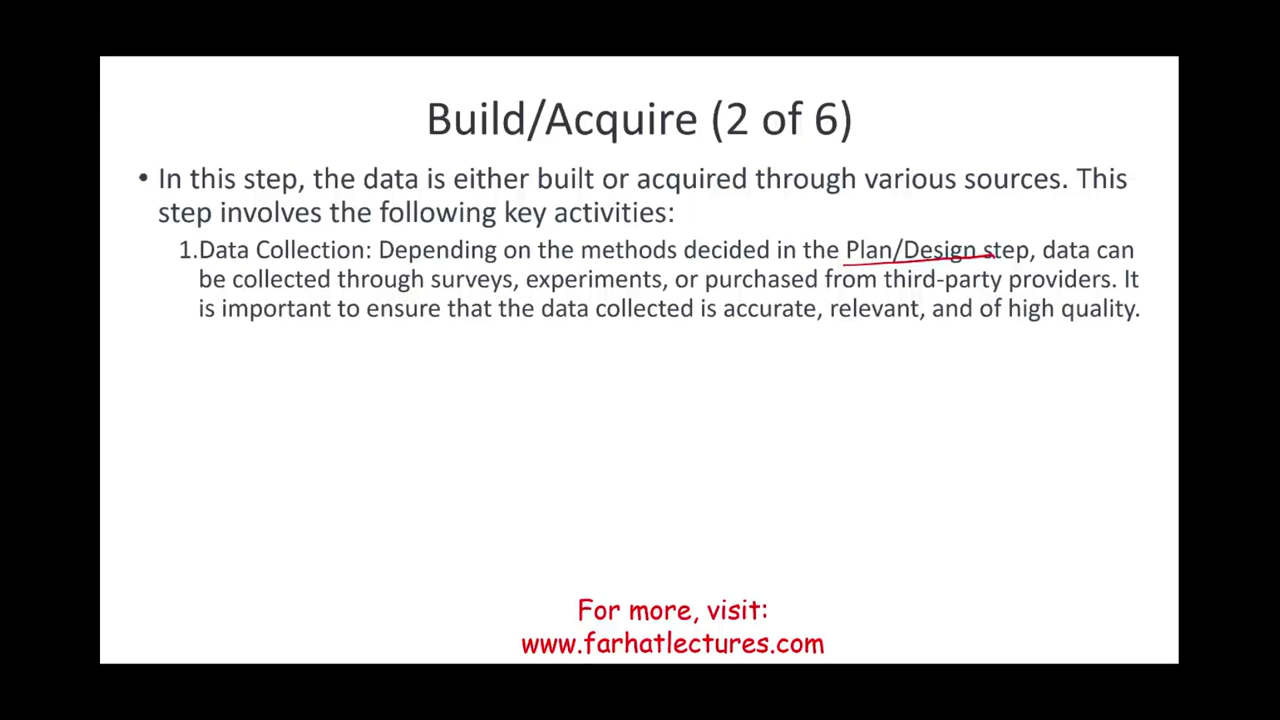 Build/Acquire (2 of 6)
• In this step, the data is either built or acquired through various sources. This
step involves the following key activities:
1.Data Collection: Depending on the methods decided in the Plan/Design step, data can
be collected through surveys, experiments, or purchased from third-party providers. It
is important to ensure that the data collected is accurate, relevant, and of high quality.
For more, visit:
www.farhatlectures.com